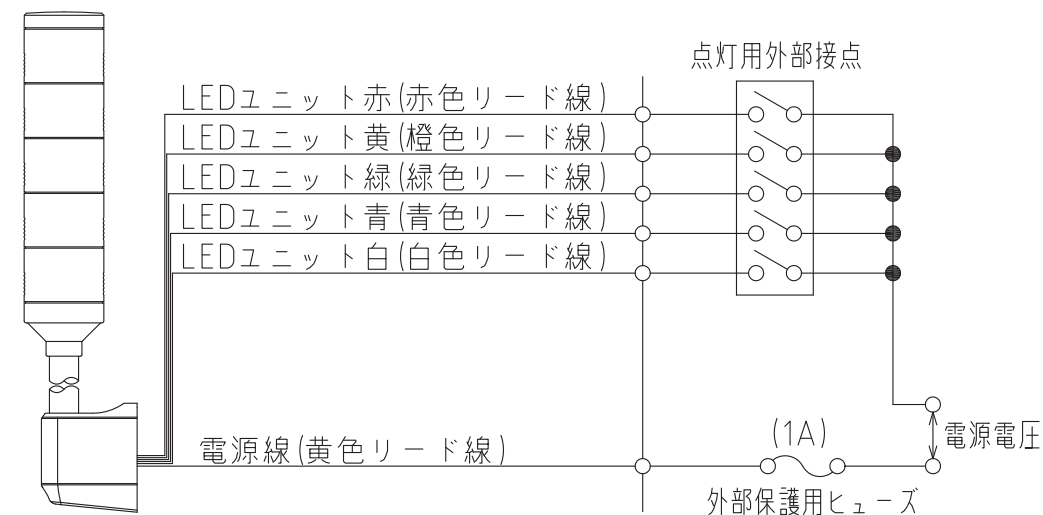 点灯用外部接点
LEDユニット赤(赤色リード線)
LEDユニット黄(橙色リード線)
LEDユニット緑(緑色リード線)
LEDユニット青(青色リード線)
LEDユニット白(白色リード線)
(1A)
電源電圧
電源線(黄色リード線)
外部保護用ヒューズ